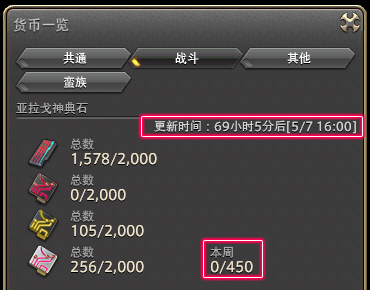 货币一览
共通 战斗 其他
蛮族
亚拉戈神典石
更新时间：69小时5分后[5/7 16:00]
总数
1,578/2,000
总数
0/2,000
总数
105/2,000
总数 本周
256/2,000 0/450